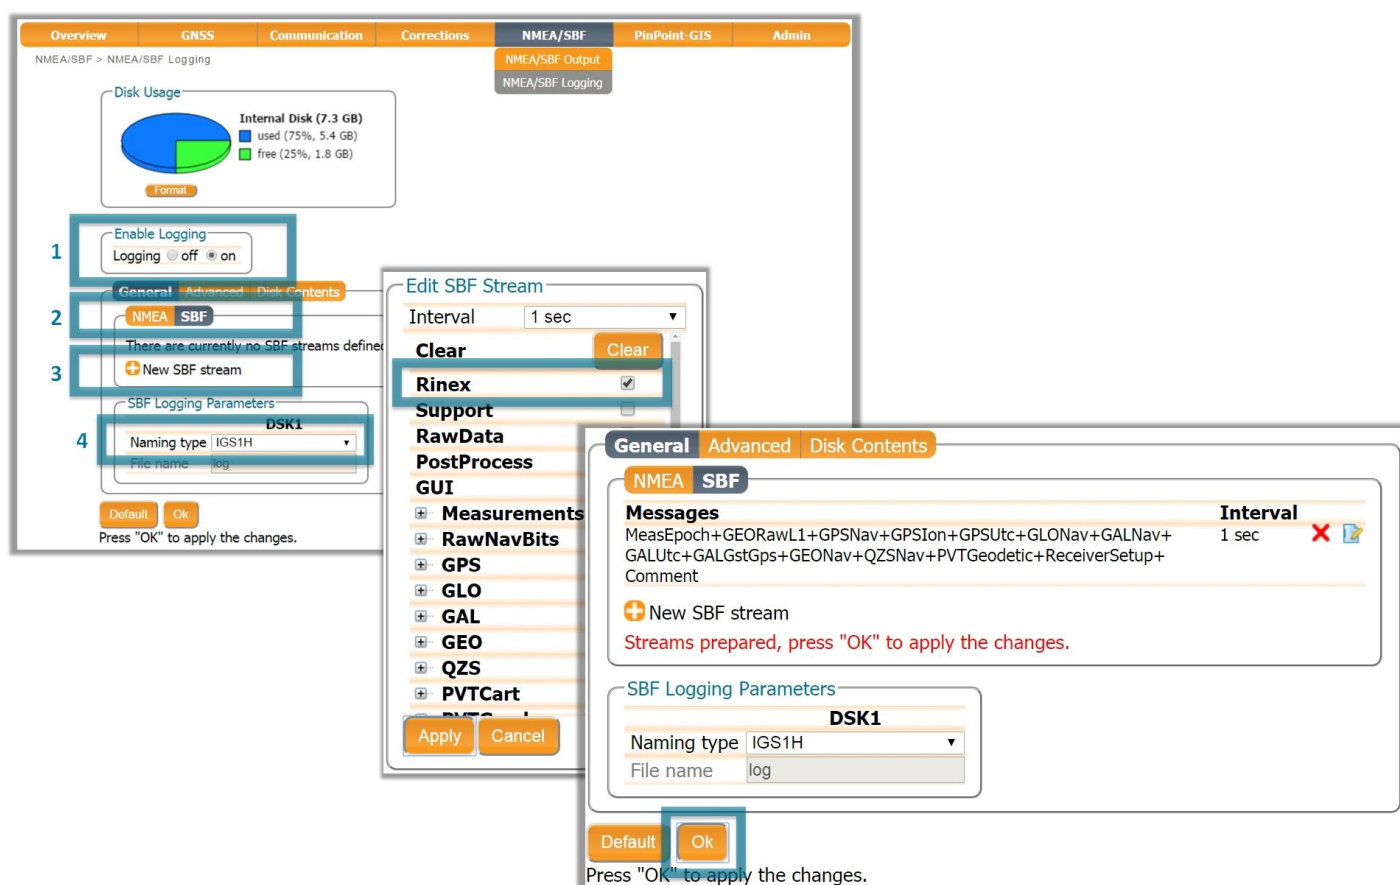 Overview GNSS Communication Corrections NMEA/SBF PinPoint-GIS Admin
NMEA/SBF > NMEA/SBF Logging
NMEA/SBF Output
NMEA/SBF Logging
Disk Usage
Internal Disk (7.3 GB)
used (75%, 5.4 GB)
free (25%, 1.8 GB)
Format
1
Enable Logging
Logging off on
General Advanced Disk Contents
2
NMEA SBF
There are currently no SBF streams define
3
New SBF stream
SBF Logging Parameters
DSK1
4
Naming type IGS1H
File name log
Default Ok
Press "OK" to apply the changes.
Edit SBF Stream
Interval 1 sec
Clear Clear
Rinex
Support
RawData
PostProcess
GUI
Measurements
RawNavBits
GPS
GLO
GAL
GEO
QZS
PVTCart
Apply Cancel
General Advanced Disk Contents
NMEA SBF
Messages Interval
MeasEpoch+GEORawL1+GPSNav+GPSIon+GPSUtc+GLONav+GALNav+ 1 sec
GALUtc+GALGstGps+GEONav+QZSNav+PVTGeodetic+ReceiverSetup+
Comment
New SBF stream
Streams prepared, press "OK" to apply the changes.
SBF Logging Parameters
DSK1
Naming type IGS1H
File name log
Default Ok
Press "OK" to apply the changes.